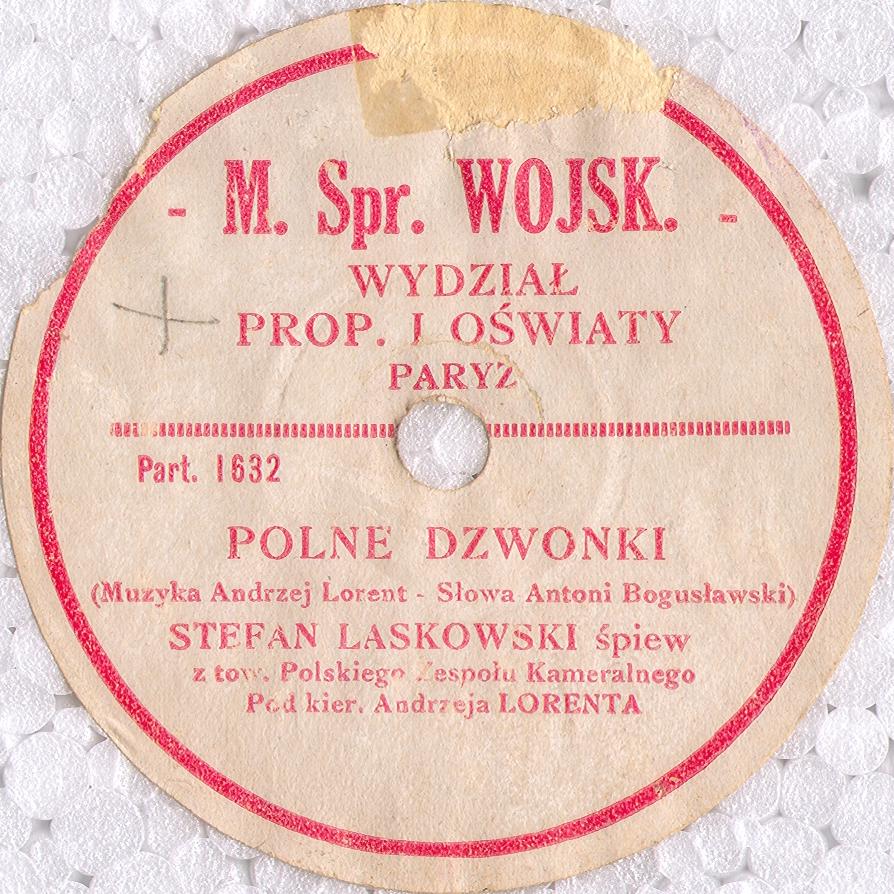 - M. Spr. WOJSK. -
WYDZIAŁ
PROP. I OŚWIATY
PARYZ
Part. 1632
POLNE DZWONKI
(Muzyka Andrzej Lorent - Słowa Antoni Bogusławski)
STEFAN LASKOWSKI śpiew
z tow. Polskiego Zespołu Kameralnego
Pod kier. Andrzeja LORENTA